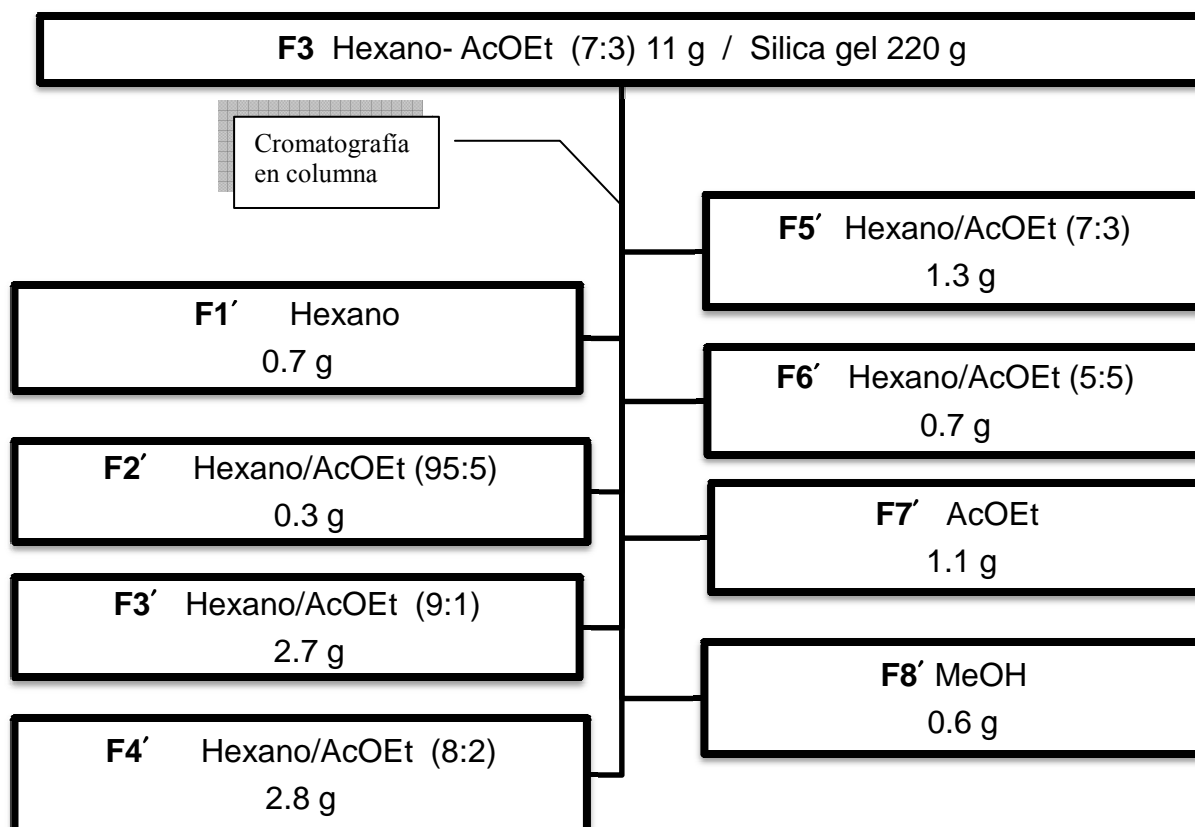 F3 Hexano- AcOEt (7:3) 11 g / Silica gel 220 g
Cromatografía
en columna
F1′ Hexano
0.7 g
F2′ Hexano/AcOEt (95:5)
0.3 g
F3′ Hexano/AcOEt (9:1)
2.7 g
F4′ Hexano/AcOEt (8:2)
2.8 g
F5′ Hexano/AcOEt (7:3)
1.3 g
F6′ Hexano/AcOEt (5:5)
0.7 g
F7′ AcOEt
1.1 g
F8′ MeOH
0.6 g